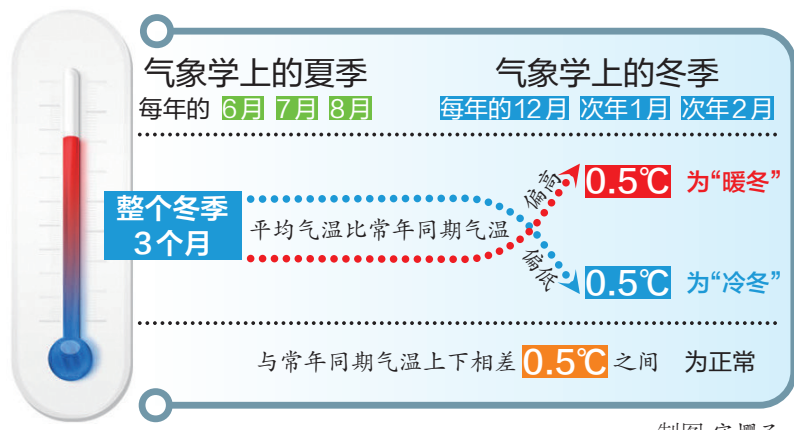 气象学上的夏季
每年的 6月 7月 8月
气象学上的冬季
每年的12月 次年1月 次年2月
整个冬季
3个月
平均气温比常年同期气温
偏高
0.5℃ 为“暖冬”
偏低
0.5℃ 为“冷冬”
与常年同期气温上下相差0.5℃之间 为正常
制图